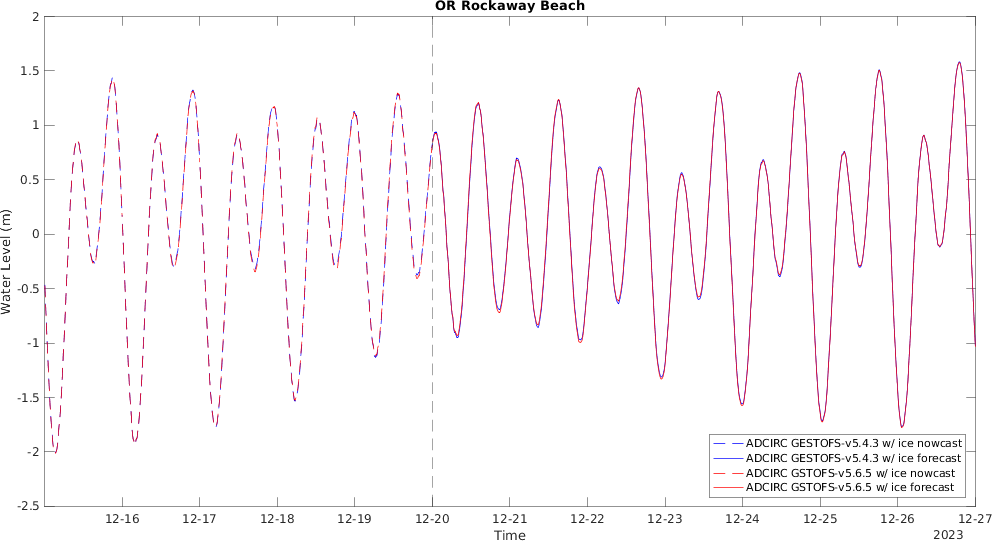 OR Rockaway Beach
Water Level (m)
2
1.5
1
0.5
0
-0.5
-1
-1.5
-2
-2.5
ADCIRC GESTOFS-v5.4.3 w/ ice nowcast
ADCIRC GESTOFS-v5.4.3 w/ ice forecast
ADCIRC GSTOFS-v5.6.5 w/ ice nowcast
ADCIRC GSTOFS-v5.6.5 w/ ice forecast
12-16 12-17 12-18 12-19 12-20 12-21 12-22 12-23 12-24 12-25 12-26 12-27
Time
2023